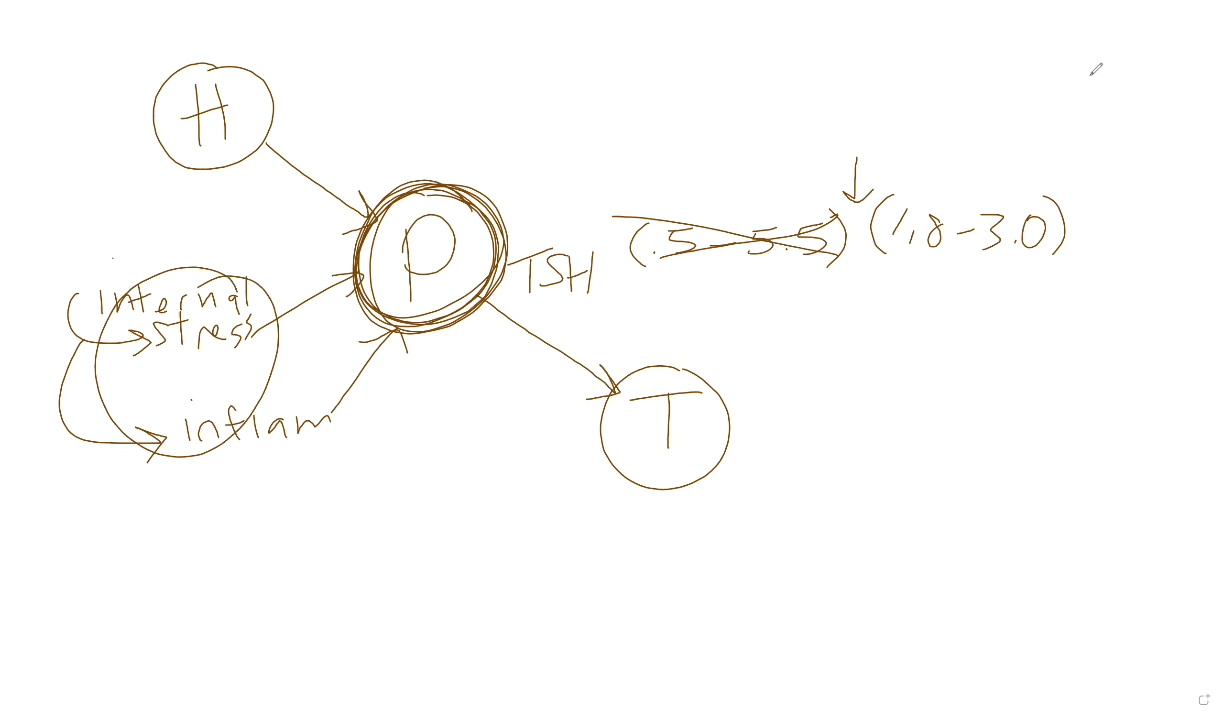 H
P
TSH
(.5 - 5.5) (1.8 - 3.0)
internal
stress
inflam
T